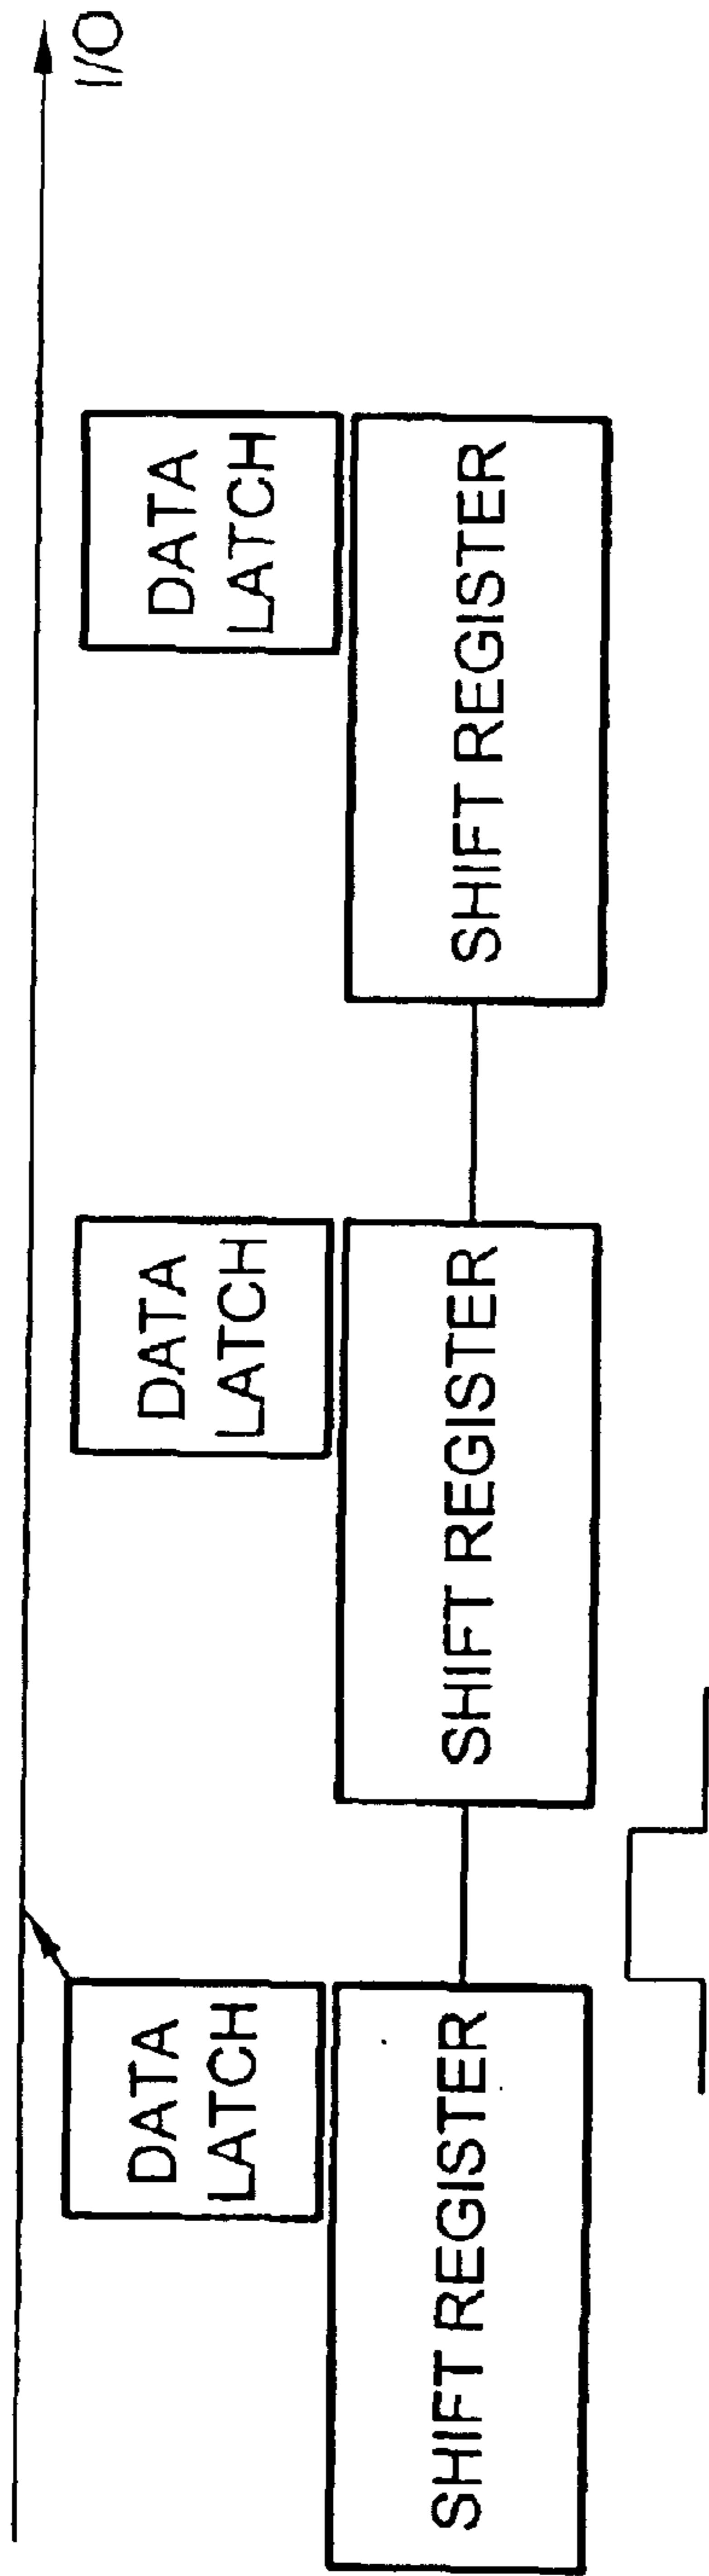 I/O
DATA
LATCH
DATA
LATCH
DATA
LATCH
SHIFT REGISTER
SHIFT REGISTER
SHIFT REGISTER